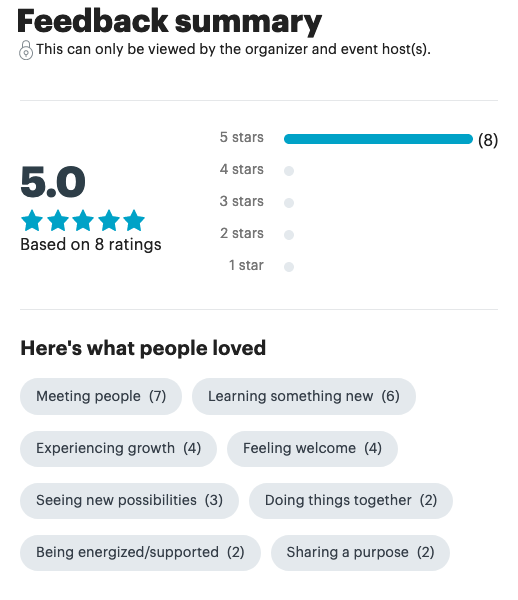 Feedback summary
This can only be viewed by the organizer and event host(s).
5 stars (8)
4 stars
5.0
3 stars
2 stars
Based on 8 ratings
1 star
Here's what people loved
Meeting people (7) Learning something new (6)
Experiencing growth (4) Feeling welcome (4)
Seeing new possibilities (3) Doing things together (2)
Being energized/supported (2) Sharing a purpose (2)